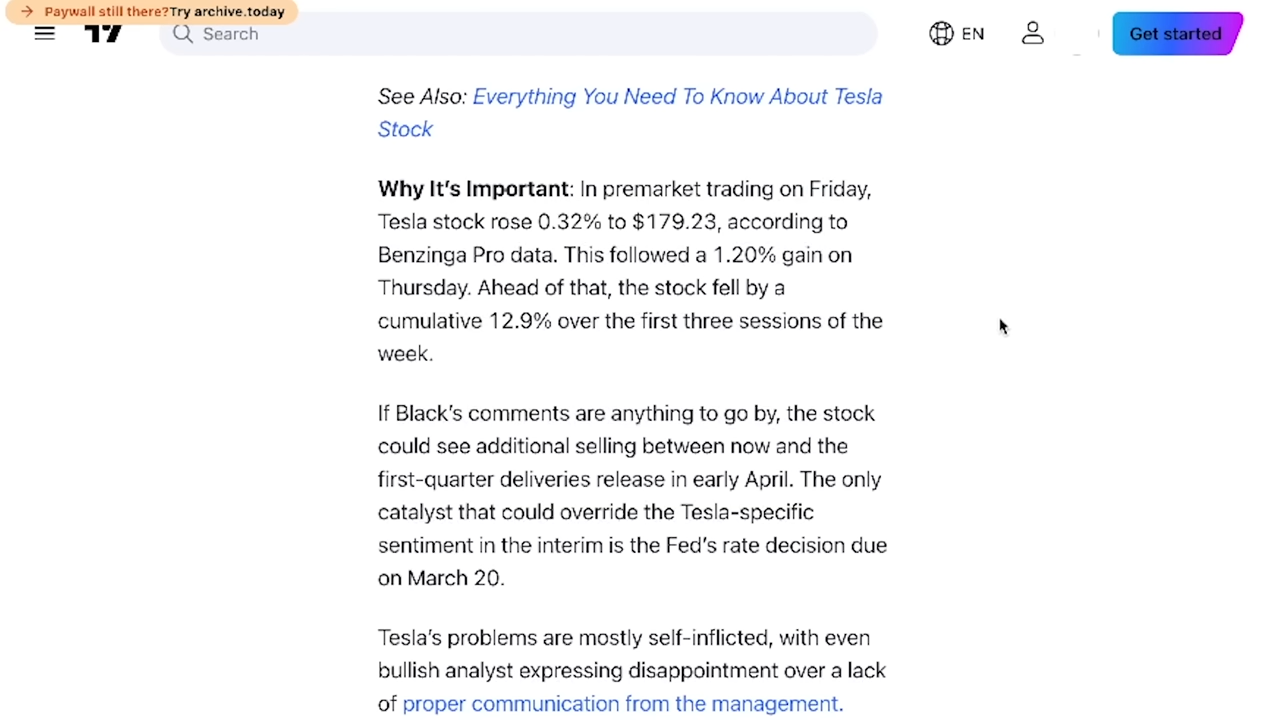 Paywall still there?Try archive.today
Search
EN
Get started
See Also: Everything You Need To Know About Tesla
Stock
Why It's Important: In premarket trading on Friday,
Tesla stock rose 0.32% to $179.23, according to
Benzinga Pro data. This followed a 1.20% gain on
Thursday. Ahead of that, the stock fell by a
cumulative 12.9% over the first three sessions of the
week.
If Black's comments are anything to go by, the stock
could see additional selling between now and the
first-quarter deliveries release in early April. The only
catalyst that could override the Tesla-specific
sentiment in the interim is the Fed's rate decision due
on March 20.
Tesla's problems are mostly self-inflicted, with even
bullish analyst expressing disappointment over a lack
of proper communication from the management.